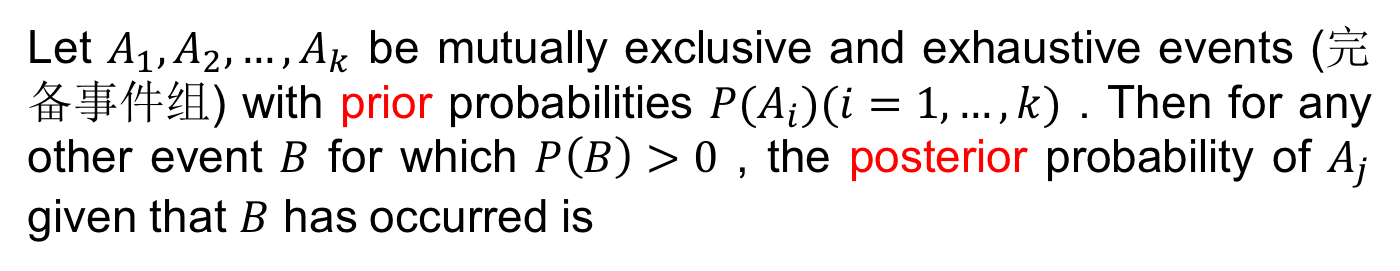 Let A₁, A₂, …, Aₖ be mutually exclusive and exhaustive events (完
备事件组) with prior probabilities P(Aᵢ)(i = 1, …, k) . Then for any
other event B for which P(B) > 0 , the posterior probability of Aⱼ
given that B has occurred is